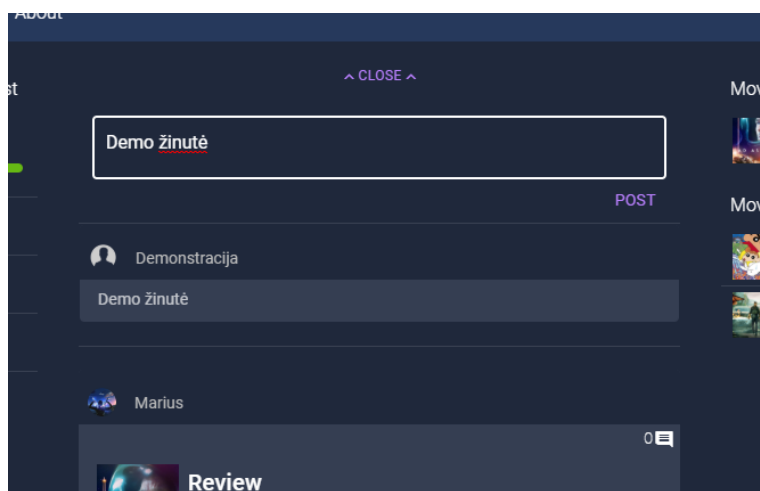 About
st
CLOSE
Mov
Demo žinutė
POST
Mov
Demonstracija
Demo žinutė
Marius
0
Review